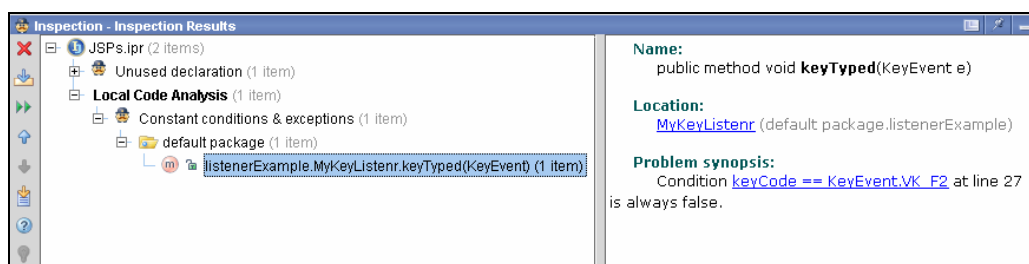 Inspection - Inspection Results
JSPs.ipr (2 items)
Unused declaration (1 item)
Local Code Analysis (1 item)
Constant conditions & exceptions (1 item)
default package (1 item)
listenerExample.MyKeyListenr.keyTyped(KeyEvent) (1 item)
Name:
public method void keyTyped(KeyEvent e)
Location:
MyKeyListenr (default package.listenerExample)
Problem synopsis:
Condition keyCode == KeyEvent.VK_F2 at line 27
is always false.